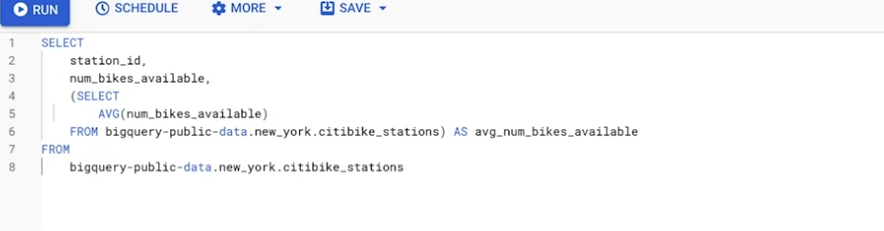 RUN SCHEDULE MORE SAVE
1 SELECT
2 station_id,
3 num_bikes_available,
4 (SELECT
5 AVG(num_bikes_available)
6 FROM bigquery-public-data.new_york.citibike_stations) AS avg_num_bikes_available
7 FROM
8 bigquery-public-data.new_york.citibike_stations